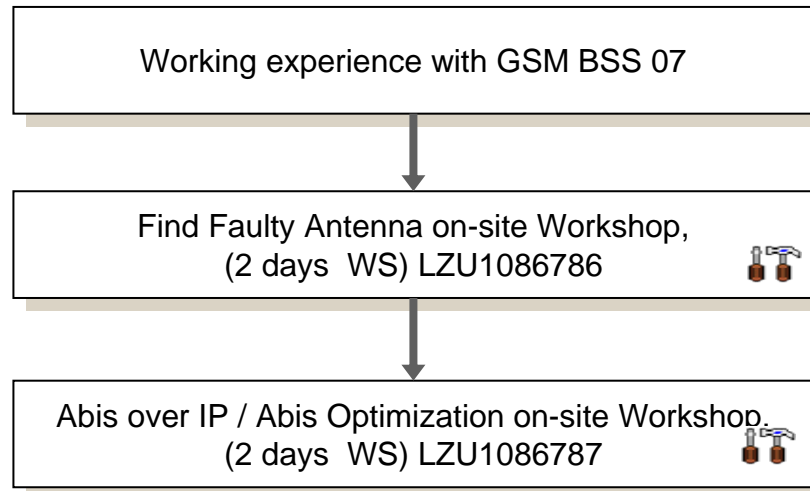 Working experience with GSM BSS 07
Find Faulty Antenna on-site Workshop,
(2 days  WS) LZU1086786
Abis over IP / Abis Optimization on-site Workshop.
(2 days  WS) LZU1086787